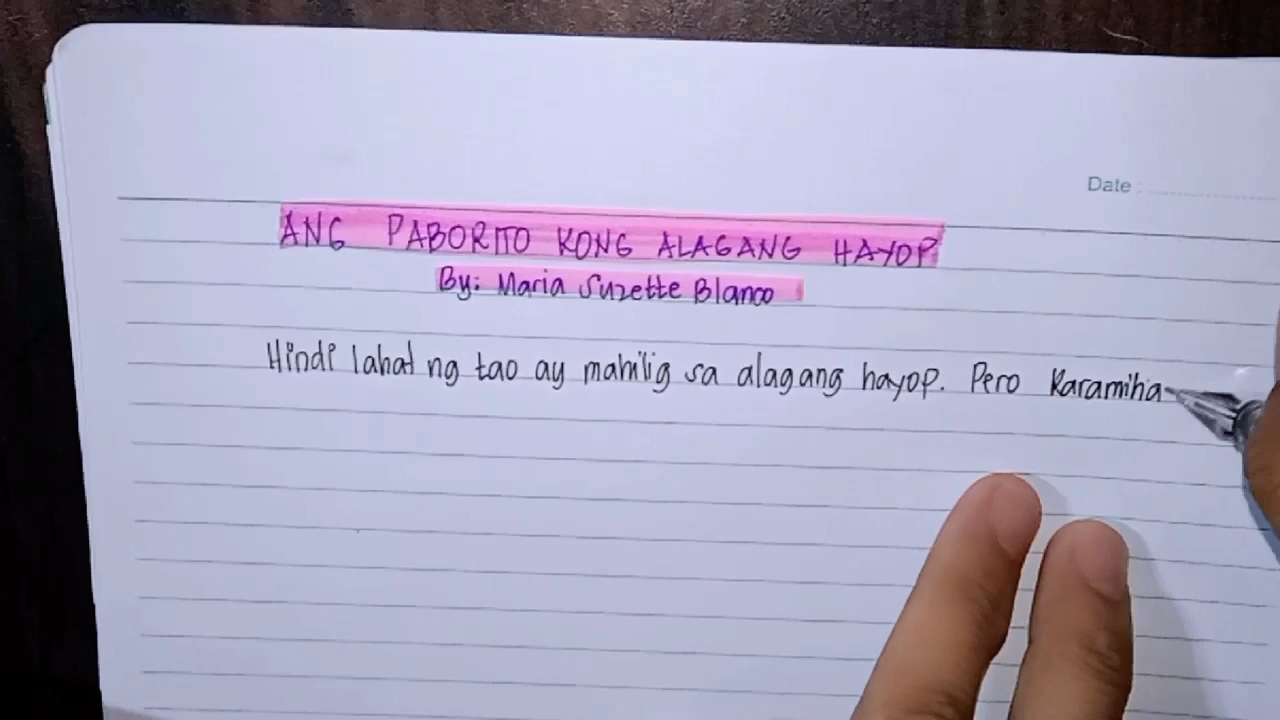 Date :
ANG PABORITO KONG ALAGANG HAYOP
By: Maria Suzette Blanco
Hindi lahat ng tao ay mahilig sa alagang hayop. Pero Karamiha